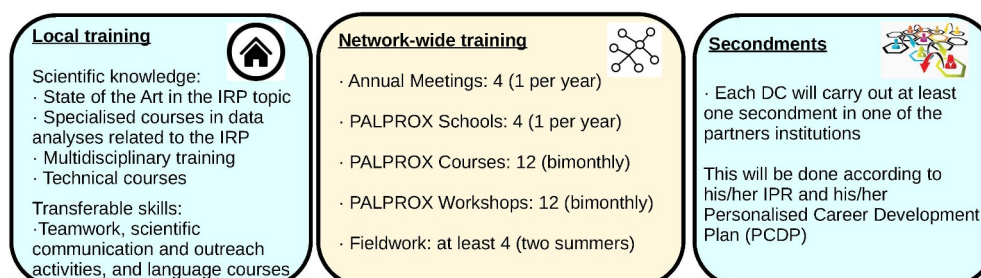 Local training
Scientific knowledge:
· State of the Art in the IRP topic
· Specialised courses in data
analyses related to the IRP
· Multidisciplinary training
· Technical courses
Transferable skills:
·Teamwork, scientific
communication and outreach
activities, and language courses
Network-wide training
· Annual Meetings: 4 (1 per year)
· PALPROX Schools: 4 (1 per year)
· PALPROX Courses: 12 (bimonthly)
· PALPROX Workshops: 12 (bimonthly)
· Fieldwork: at least 4 (two summers)
Secondments
· Each DC will carry out at least
one secondment in one of the
partners institutions
This will be done according to
his/her IPR and his/her
Personalised Career Development
Plan (PCDP)